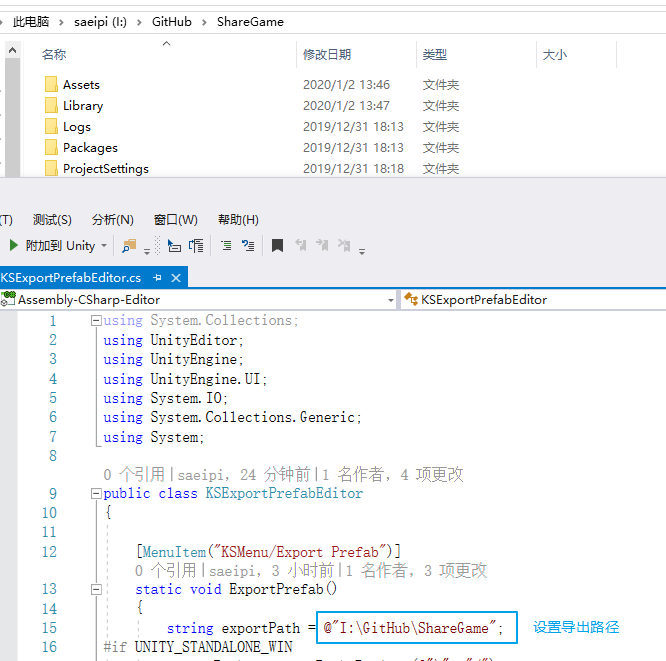 此电脑 › saeipi (I:) › GitHub › ShareGame
名称 修改日期 类型 大小
Assets 2020/1/2 13:46 文件夹
Library 2020/1/2 13:47 文件夹
Logs 2019/12/31 18:13 文件夹
Packages 2019/12/31 18:13 文件夹
ProjectSettings 2019/12/31 18:18 文件夹
(T) 测试(S) 分析(N) 窗口(W) 帮助(H)
附加到 Unity
KSExportPrefabEditor.cs
Assembly-CSharp-Editor KSExportPrefabEditor
1 using System.Collections;
2 using UnityEditor;
3 using UnityEngine;
4 using UnityEngine.UI;
5 using System.IO;
6 using System.Collections.Generic;
7 using System;
8
0 个引用|saeipi，24 分钟前|1 名作者，4 项更改
9 public class KSExportPrefabEditor
10 {
11
12 [MenuItem("KSMenu/Export Prefab")]
0 个引用|saeipi，3 小时前|1 名作者，3 项更改
13 static void ExportPrefab()
14 {
15 string exportPath = @"I:\GitHub\ShareGame"; 设置导出路径
16 #if UNITY_STANDALONE_WIN